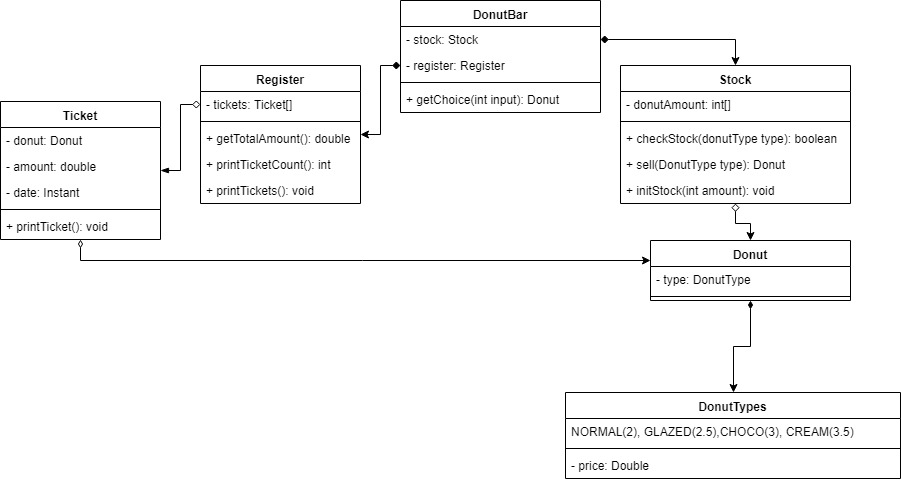 DonutBar
- stock: Stock
- register: Register
+ getChoice(int input): Donut
Register
- tickets: Ticket[]
+ getTotalAmount(): double
+ printTicketCount(): int
+ printTickets(): void
Stock
- donutAmount: int[]
+ checkStock(donutType type): boolean
+ sell(DonutType type): Donut
+ initStock(int amount): void
Ticket
- donut: Donut
- amount: double
- date: Instant
+ printTicket(): void
Donut
- type: DonutType
DonutTypes
NORMAL(2), GLAZED(2.5),CHOCO(3), CREAM(3.5)
- price: Double